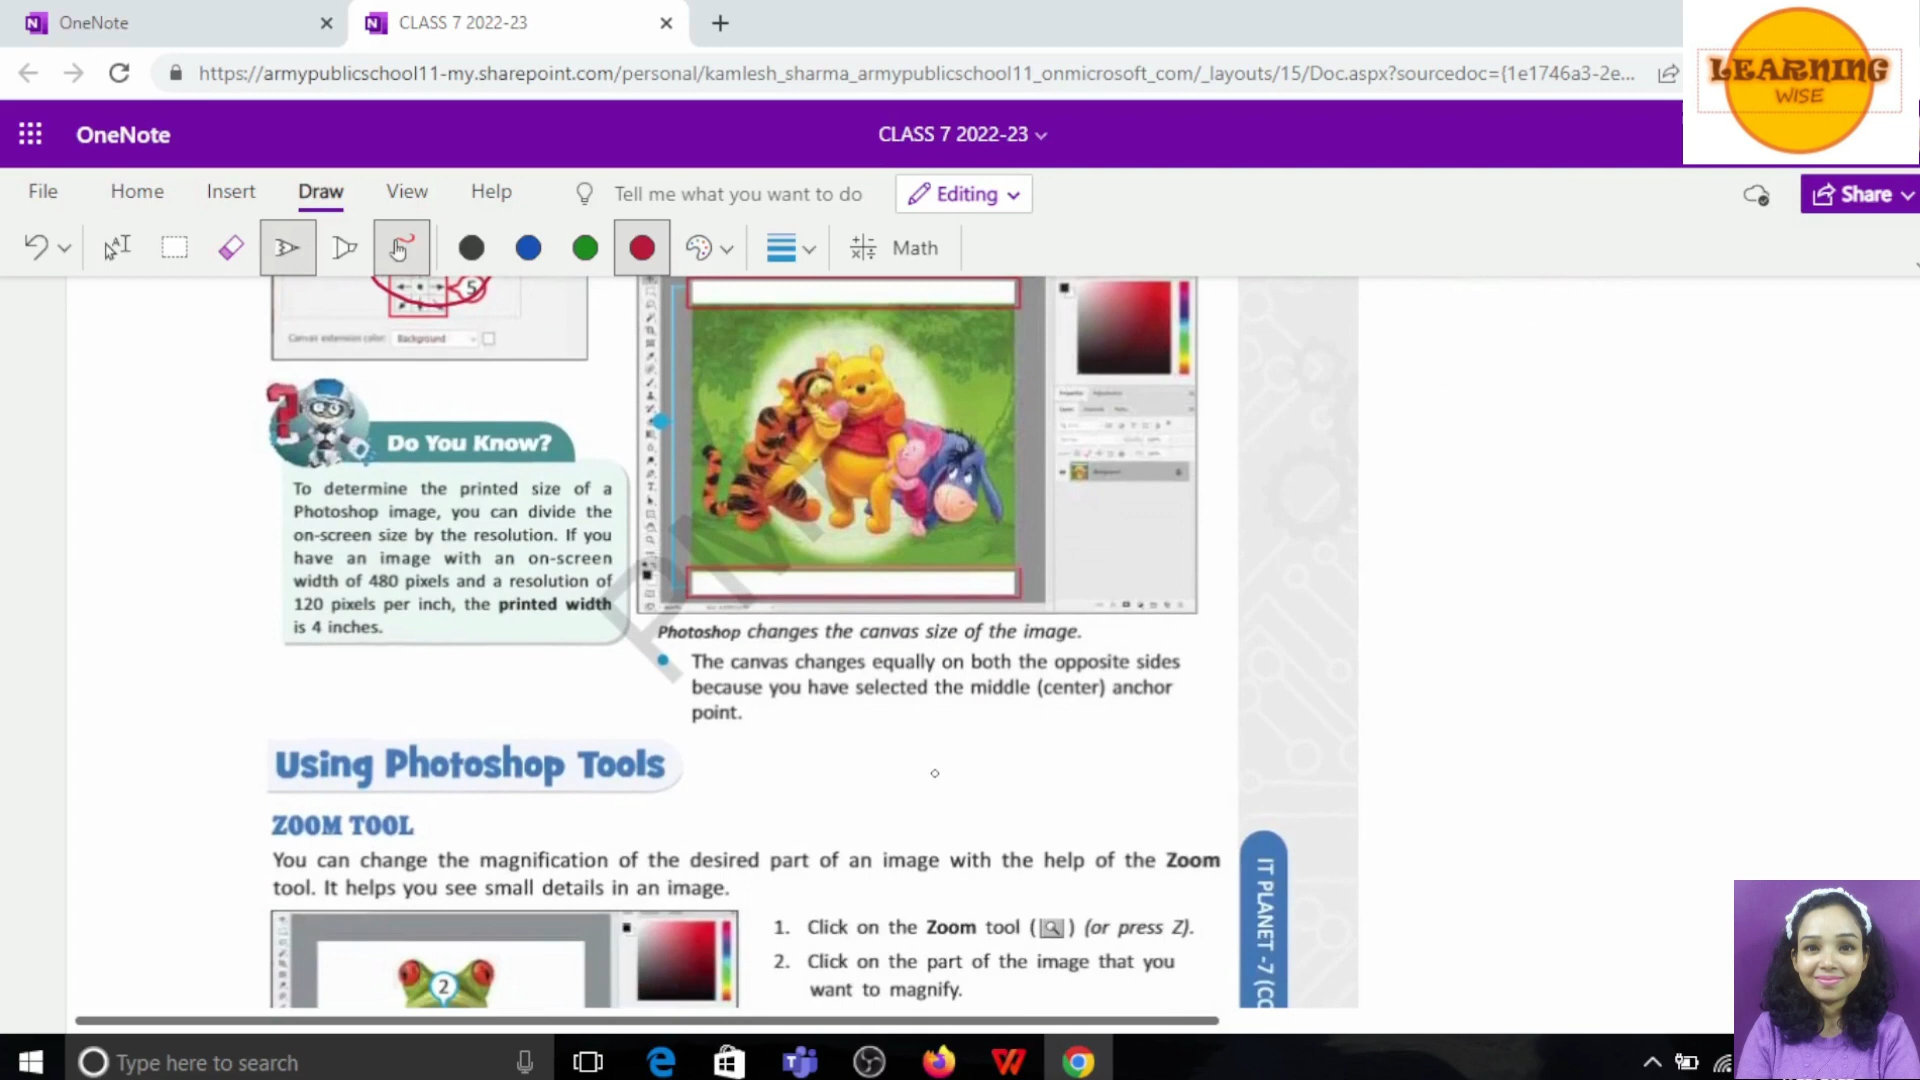 OneNote
CLASS 7 2022-23
https://armypublicschool11-my.sharepoint.com/personal/kamlesh_sharma_armypublicschool11_onmicrosoft_com/_layouts/15/Doc.aspx?sourcedoc={1e1746a3-2e...
LEARNING
WISE
OneNote
CLASS 7 2022-23
File Home Insert Draw View Help Tell me what you want to do Editing Share
Math
5
Canvas extension color: Background
Do You Know?
To determine the printed size of a
Photoshop image, you can divide the
on-screen size by the resolution. If you
have an image with an on-screen
width of 480 pixels and a resolution of
120 pixels per inch, the printed width
is 4 inches.
Photoshop changes the canvas size of the image.
The canvas changes equally on both the opposite sides
because you have selected the middle (center) anchor
point.
Using Photoshop Tools
ZOOM TOOL
You can change the magnification of the desired part of an image with the help of the Zoom
tool. It helps you see small details in an image.
1. Click on the Zoom tool ( ) (or press Z).
2. Click on the part of the image that you
want to magnify.
2
IT PLANET -7 (CC
Type here to search